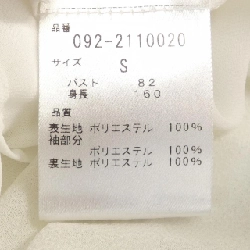 品番
C92-2110020
サイズ
S
バスト 82
身長 160
品質
表生地 ポリエステル 100%
袖部分
ポリエステル 100%
裏生地 ポリエステル 100%